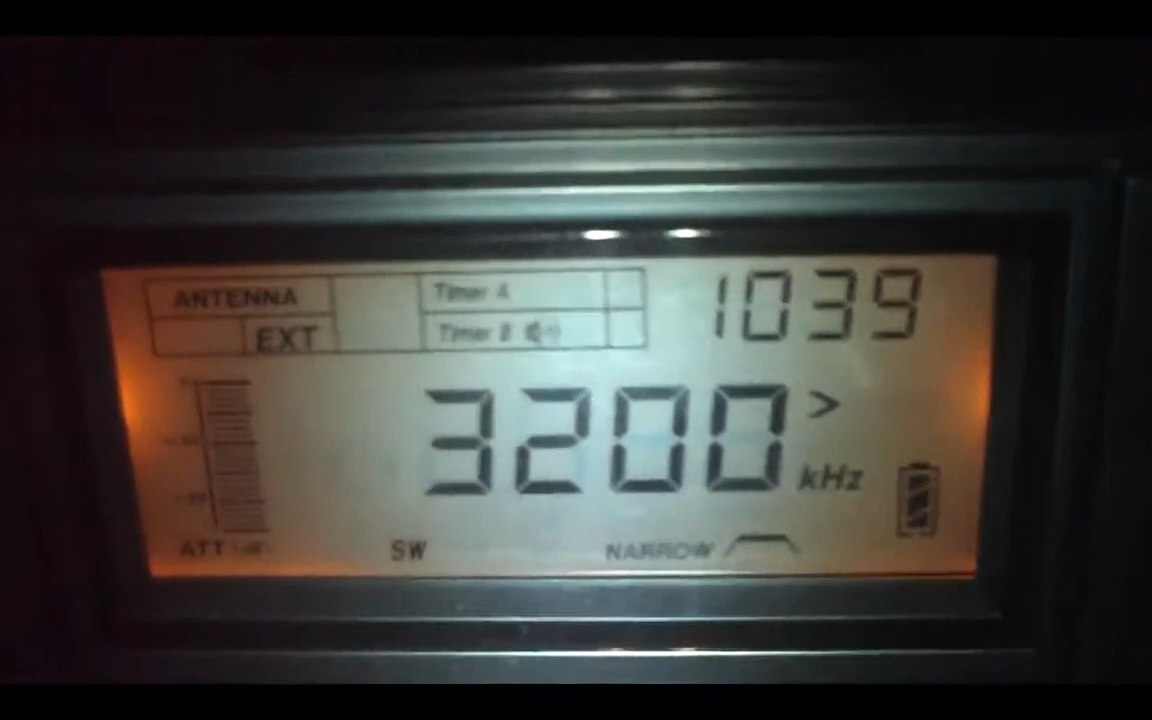 ANTENNA
EXT
Timer A
Timer B
1039
3200 >
kHz
ATT
SW
NARROW